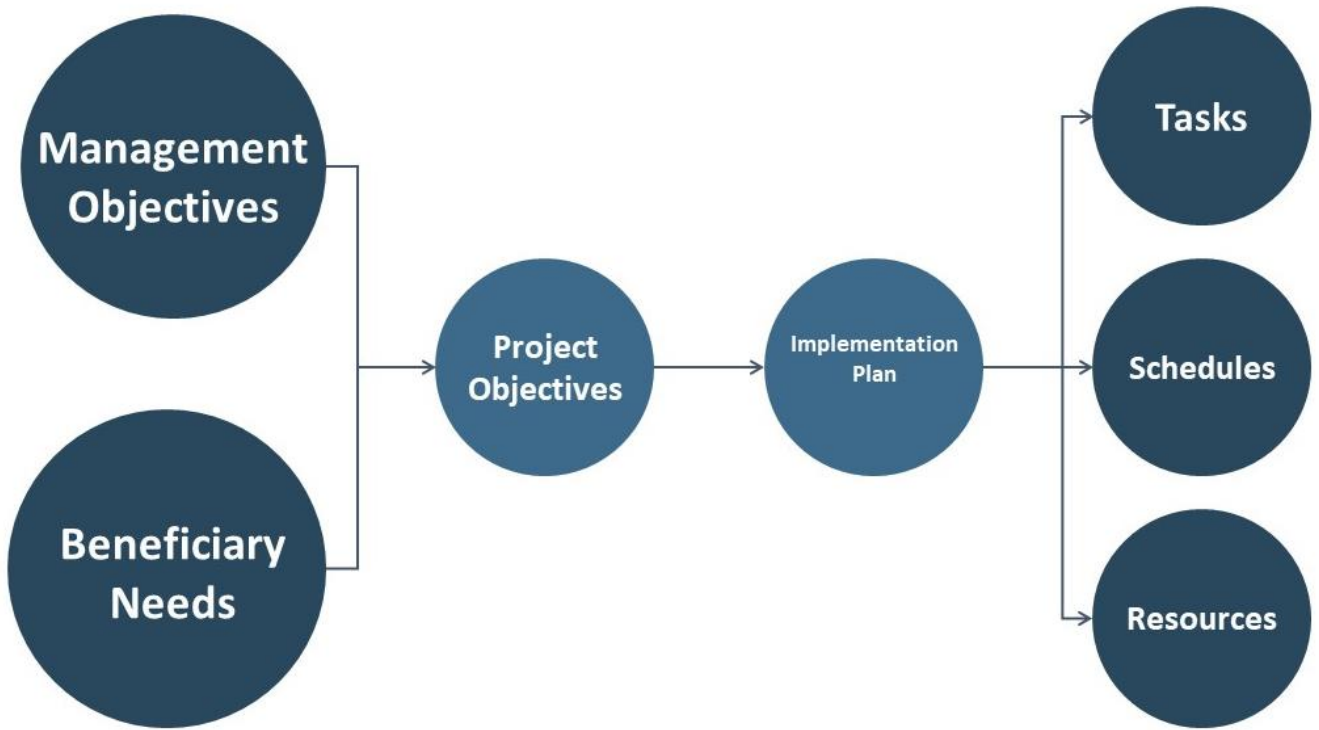 Management
Objectives
Beneficiary
Needs
Project
Objectives
Implementation
Plan
Tasks
Schedules
Resources